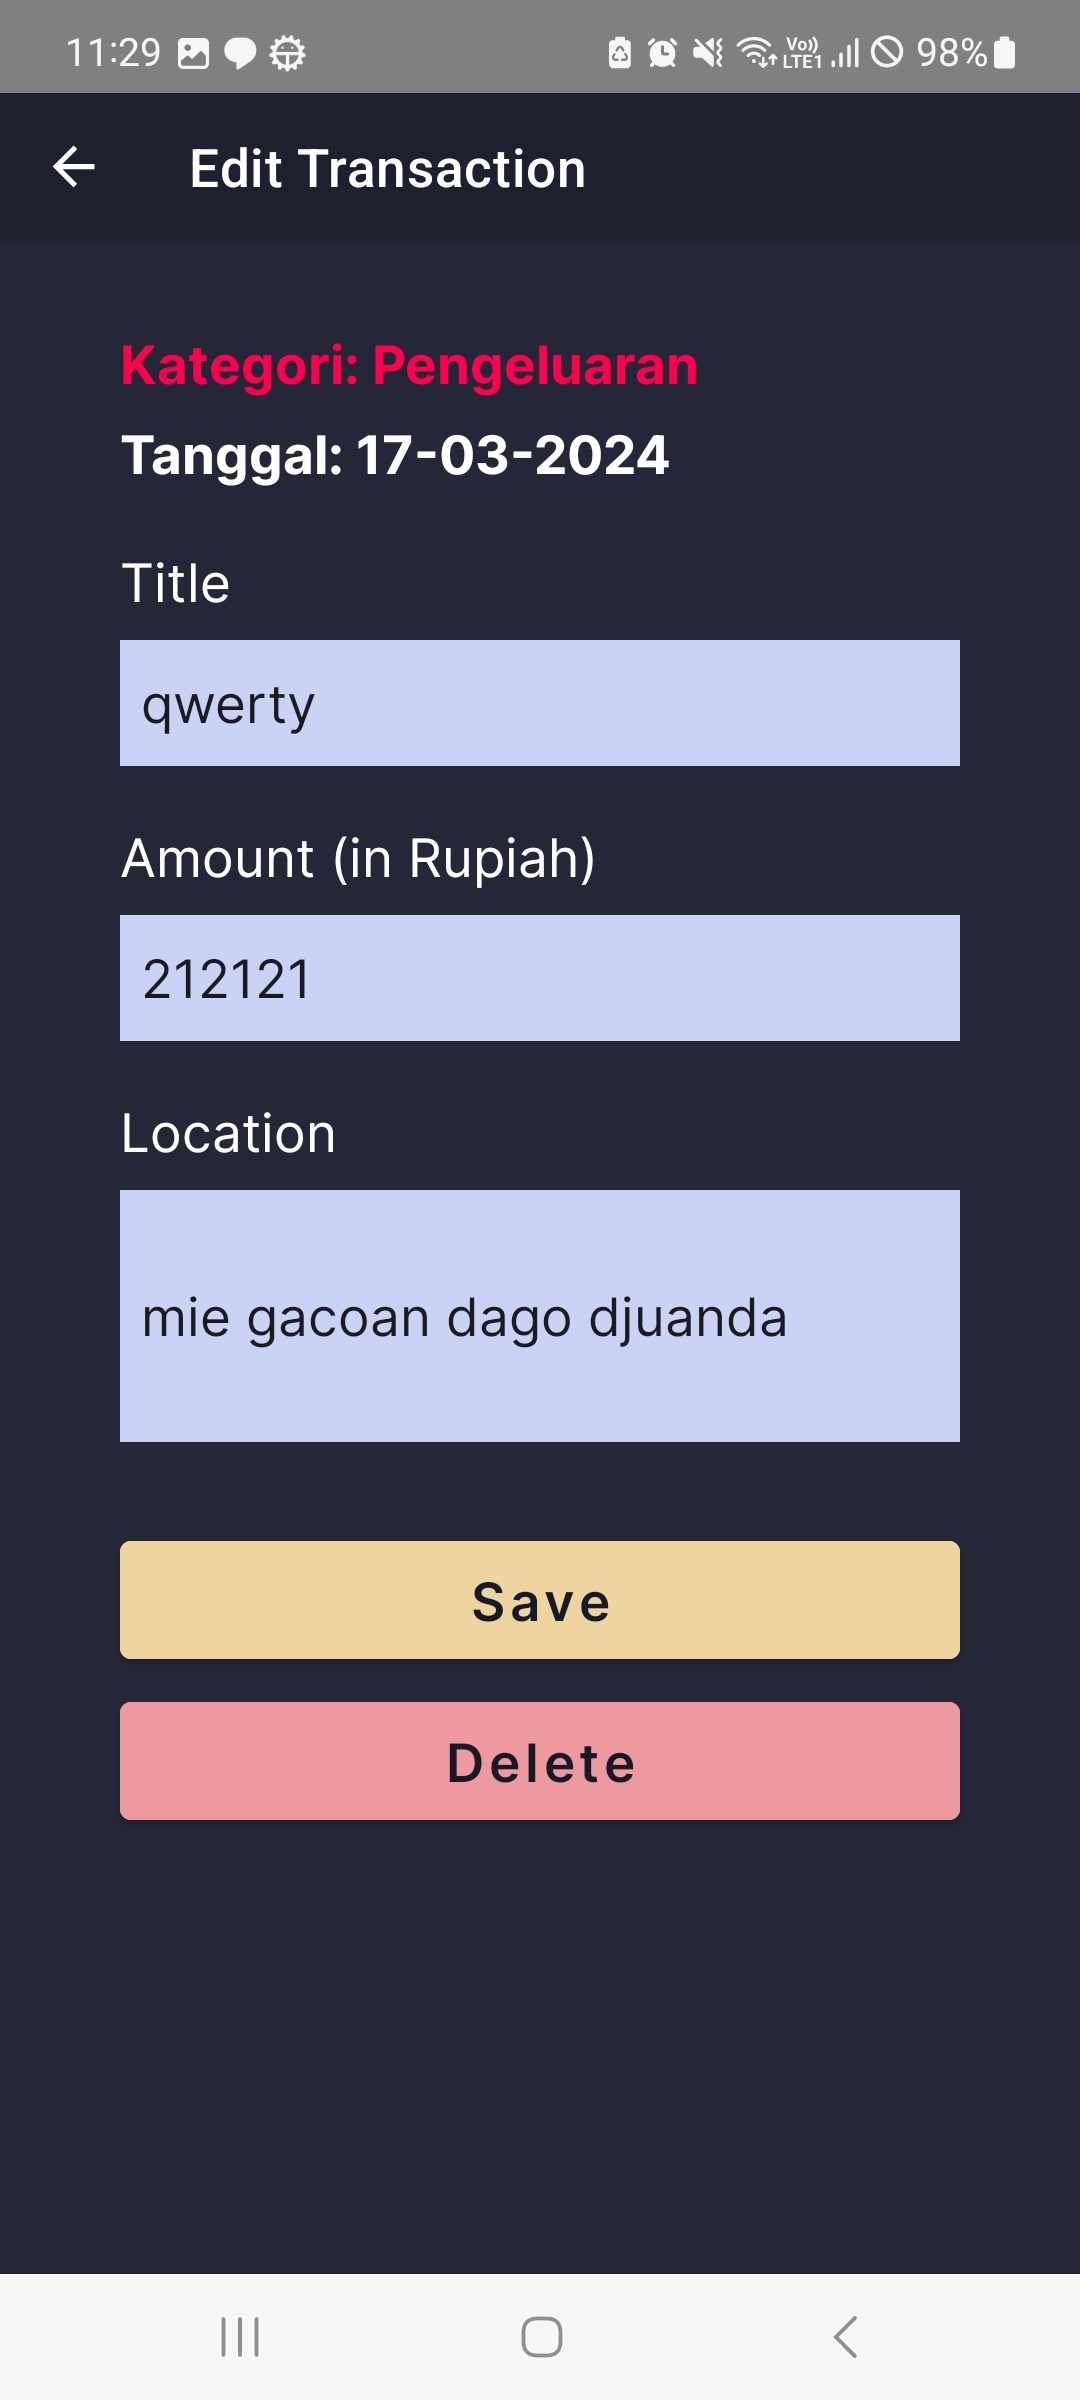 11:29 Vo)) LTE1 98%
Edit Transaction
Kategori: Pengeluaran
Tanggal: 17-03-2024
Title
qwerty
Amount (in Rupiah)
212121
Location
mie gacoan dago djuanda
Save
Delete